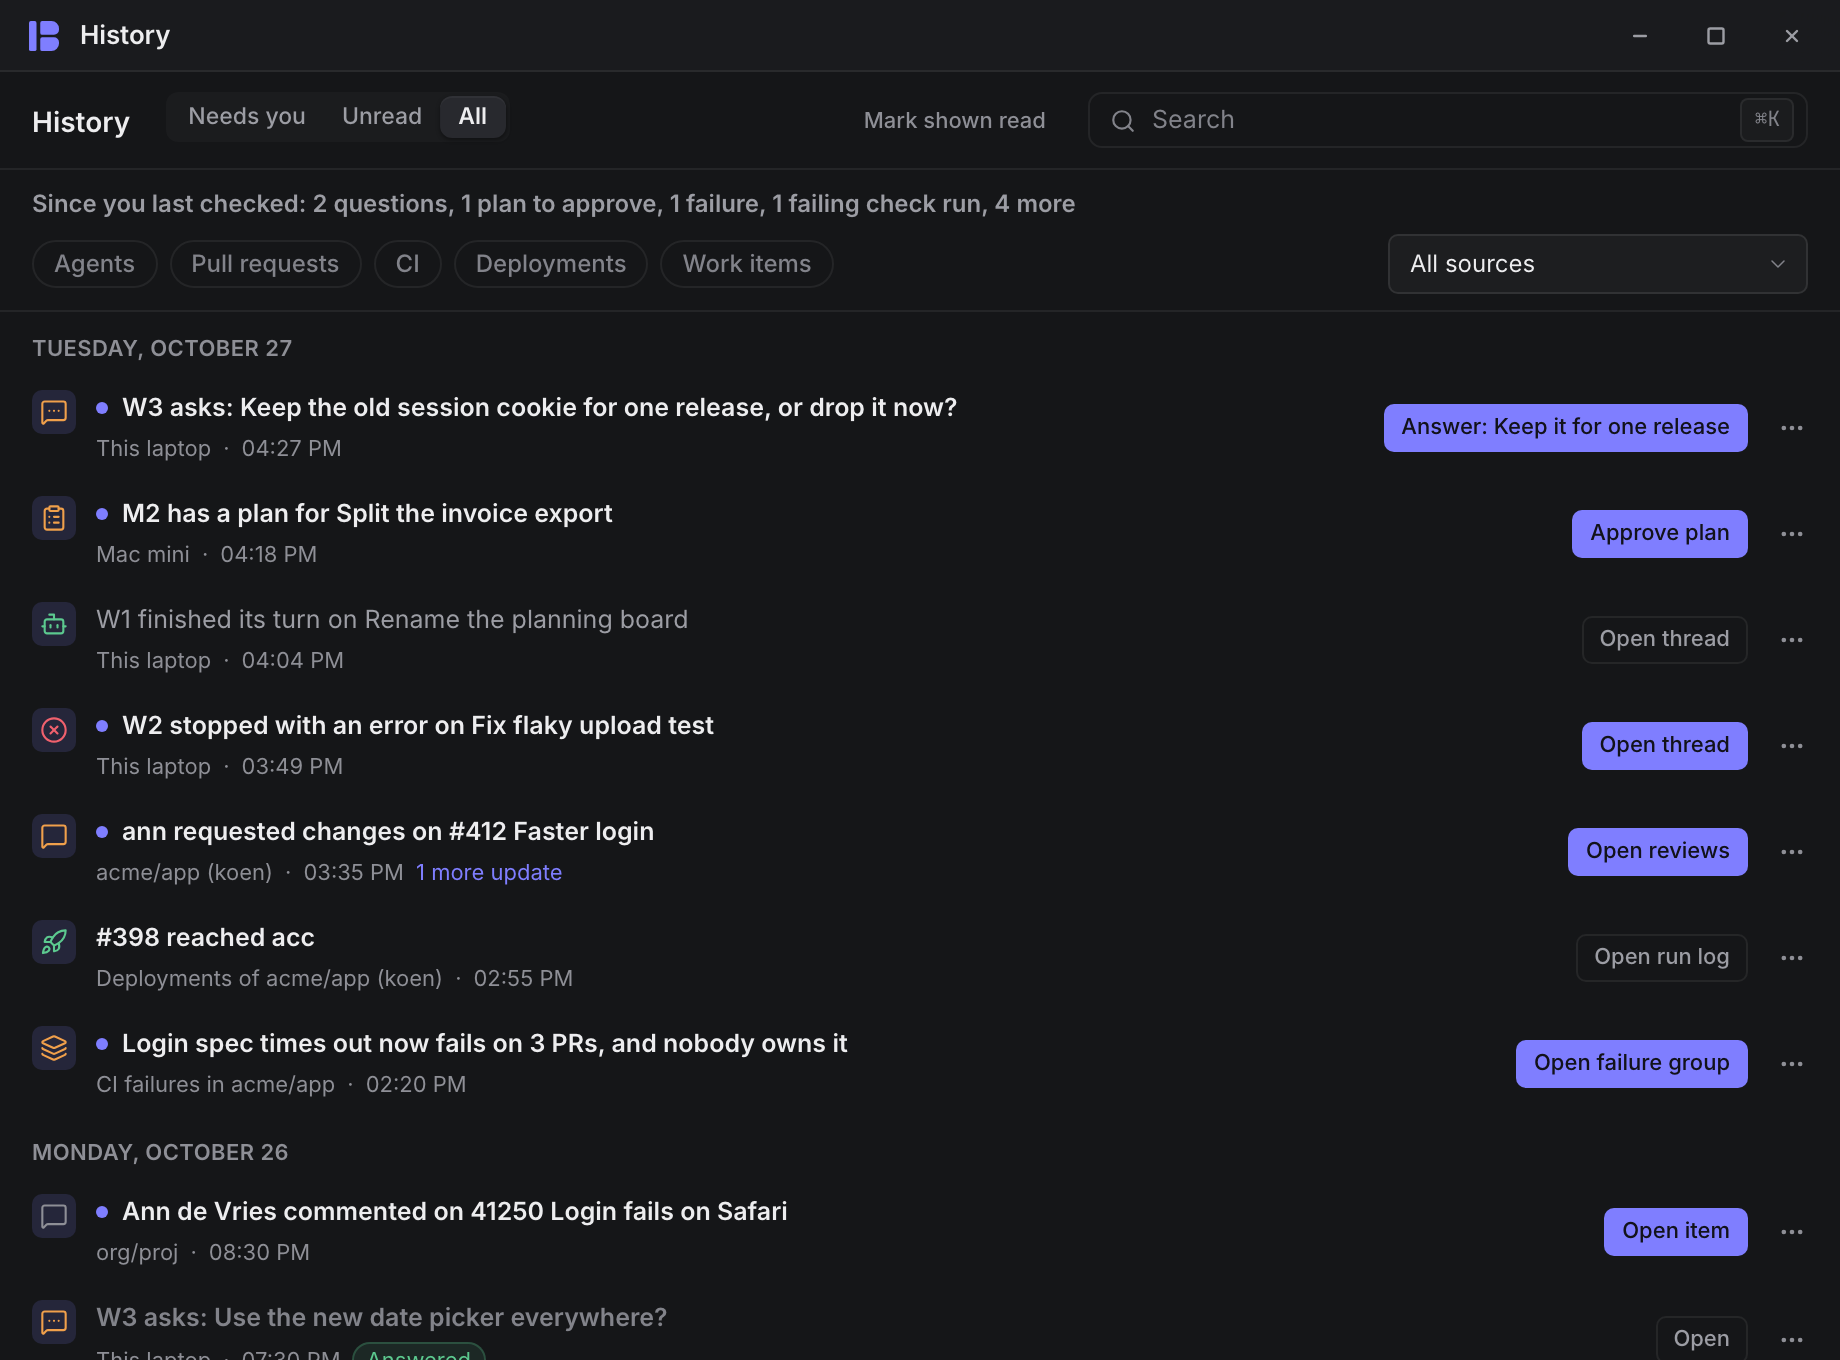 History
History
Needs you
Unread
All
Mark shown read
Search
⌘K
Since you last checked: 2 questions, 1 plan to approve, 1 failure, 1 failing check run, 4 more
Agents
Pull requests
CI
Deployments
Work items
All sources
TUESDAY, OCTOBER 27
W3 asks: Keep the old session cookie for one release, or drop it now?
This laptop · 04:27 PM
Answer: Keep it for one release
M2 has a plan for Split the invoice export
Mac mini · 04:18 PM
Approve plan
W1 finished its turn on Rename the planning board
This laptop · 04:04 PM
Open thread
W2 stopped with an error on Fix flaky upload test
This laptop · 03:49 PM
Open thread
ann requested changes on #412 Faster login
acme/app (koen) · 03:35 PM 1 more update
Open reviews
#398 reached acc
Deployments of acme/app (koen) · 02:55 PM
Open run log
Login spec times out now fails on 3 PRs, and nobody owns it
CI failures in acme/app · 02:20 PM
Open failure group
MONDAY, OCTOBER 26
Ann de Vries commented on 41250 Login fails on Safari
org/proj · 08:30 PM
Open item
W3 asks: Use the new date picker everywhere?
This laptop · 07:30 PM Answered
Open